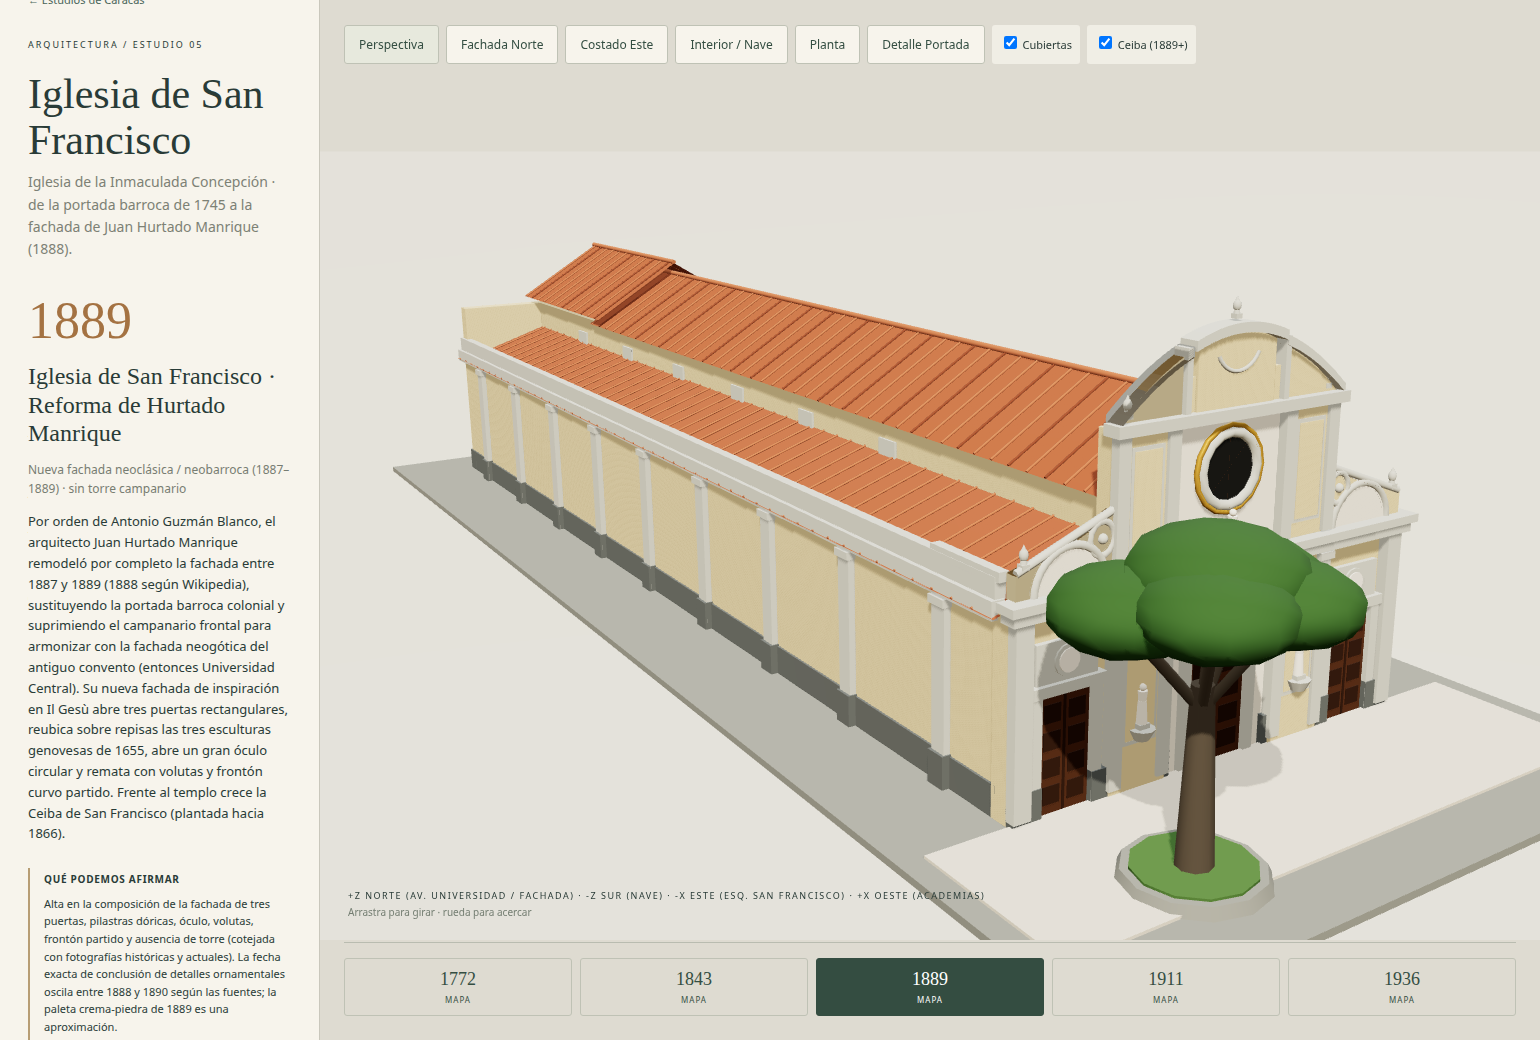 ← Estudios de Caracas
ARQUITECTURA / ESTUDIO 05
Iglesia de San
Francisco
Iglesia de la Inmaculada Concepción ·
de la portada barroca de 1745 a la
fachada de Juan Hurtado Manrique
(1888).
1889
Iglesia de San Francisco ·
Reforma de Hurtado
Manrique
Nueva fachada neoclásica / neobarroca (1887–
1889) · sin torre campanario
Por orden de Antonio Guzmán Blanco, el
arquitecto Juan Hurtado Manrique
remodeló por completo la fachada entre
1887 y 1889 (1888 según Wikipedia),
sustituyendo la portada barroca colonial y
suprimiendo el campanario frontal para
armonizar con la fachada neogótica del
antiguo convento (entonces Universidad
Central). Su nueva fachada de inspiración
en Il Gesù abre tres puertas rectangulares,
reubica sobre repisas las tres esculturas
genovesas de 1655, abre un gran óculo
circular y remata con volutas y frontón
curvo partido. Frente al templo crece la
Ceiba de San Francisco (plantada hacia
1866).
QUÉ PODEMOS AFIRMAR
Alta en la composición de la fachada de tres
puertas, pilastras dóricas, óculo, volutas,
frontón partido y ausencia de torre (cotejada
con fotografías históricas y actuales). La fecha
exacta de conclusión de detalles ornamentales
oscila entre 1888 y 1890 según las fuentes; la
paleta crema-piedra de 1889 es una
aproximación.
Perspectiva
Fachada Norte
Costado Este
Interior / Nave
Planta
Detalle Portada
Cubiertas
Ceiba (1889+)
+Z NORTE (AV. UNIVERSIDAD / FACHADA) · -Z SUR (NAVE) · -X ESTE (ESQ. SAN FRANCISCO) · +X OESTE (ACADEMIAS)
Arrastra para girar · rueda para acercar
1772
MAPA
1843
MAPA
1889
MAPA
1911
MAPA
1936
MAPA